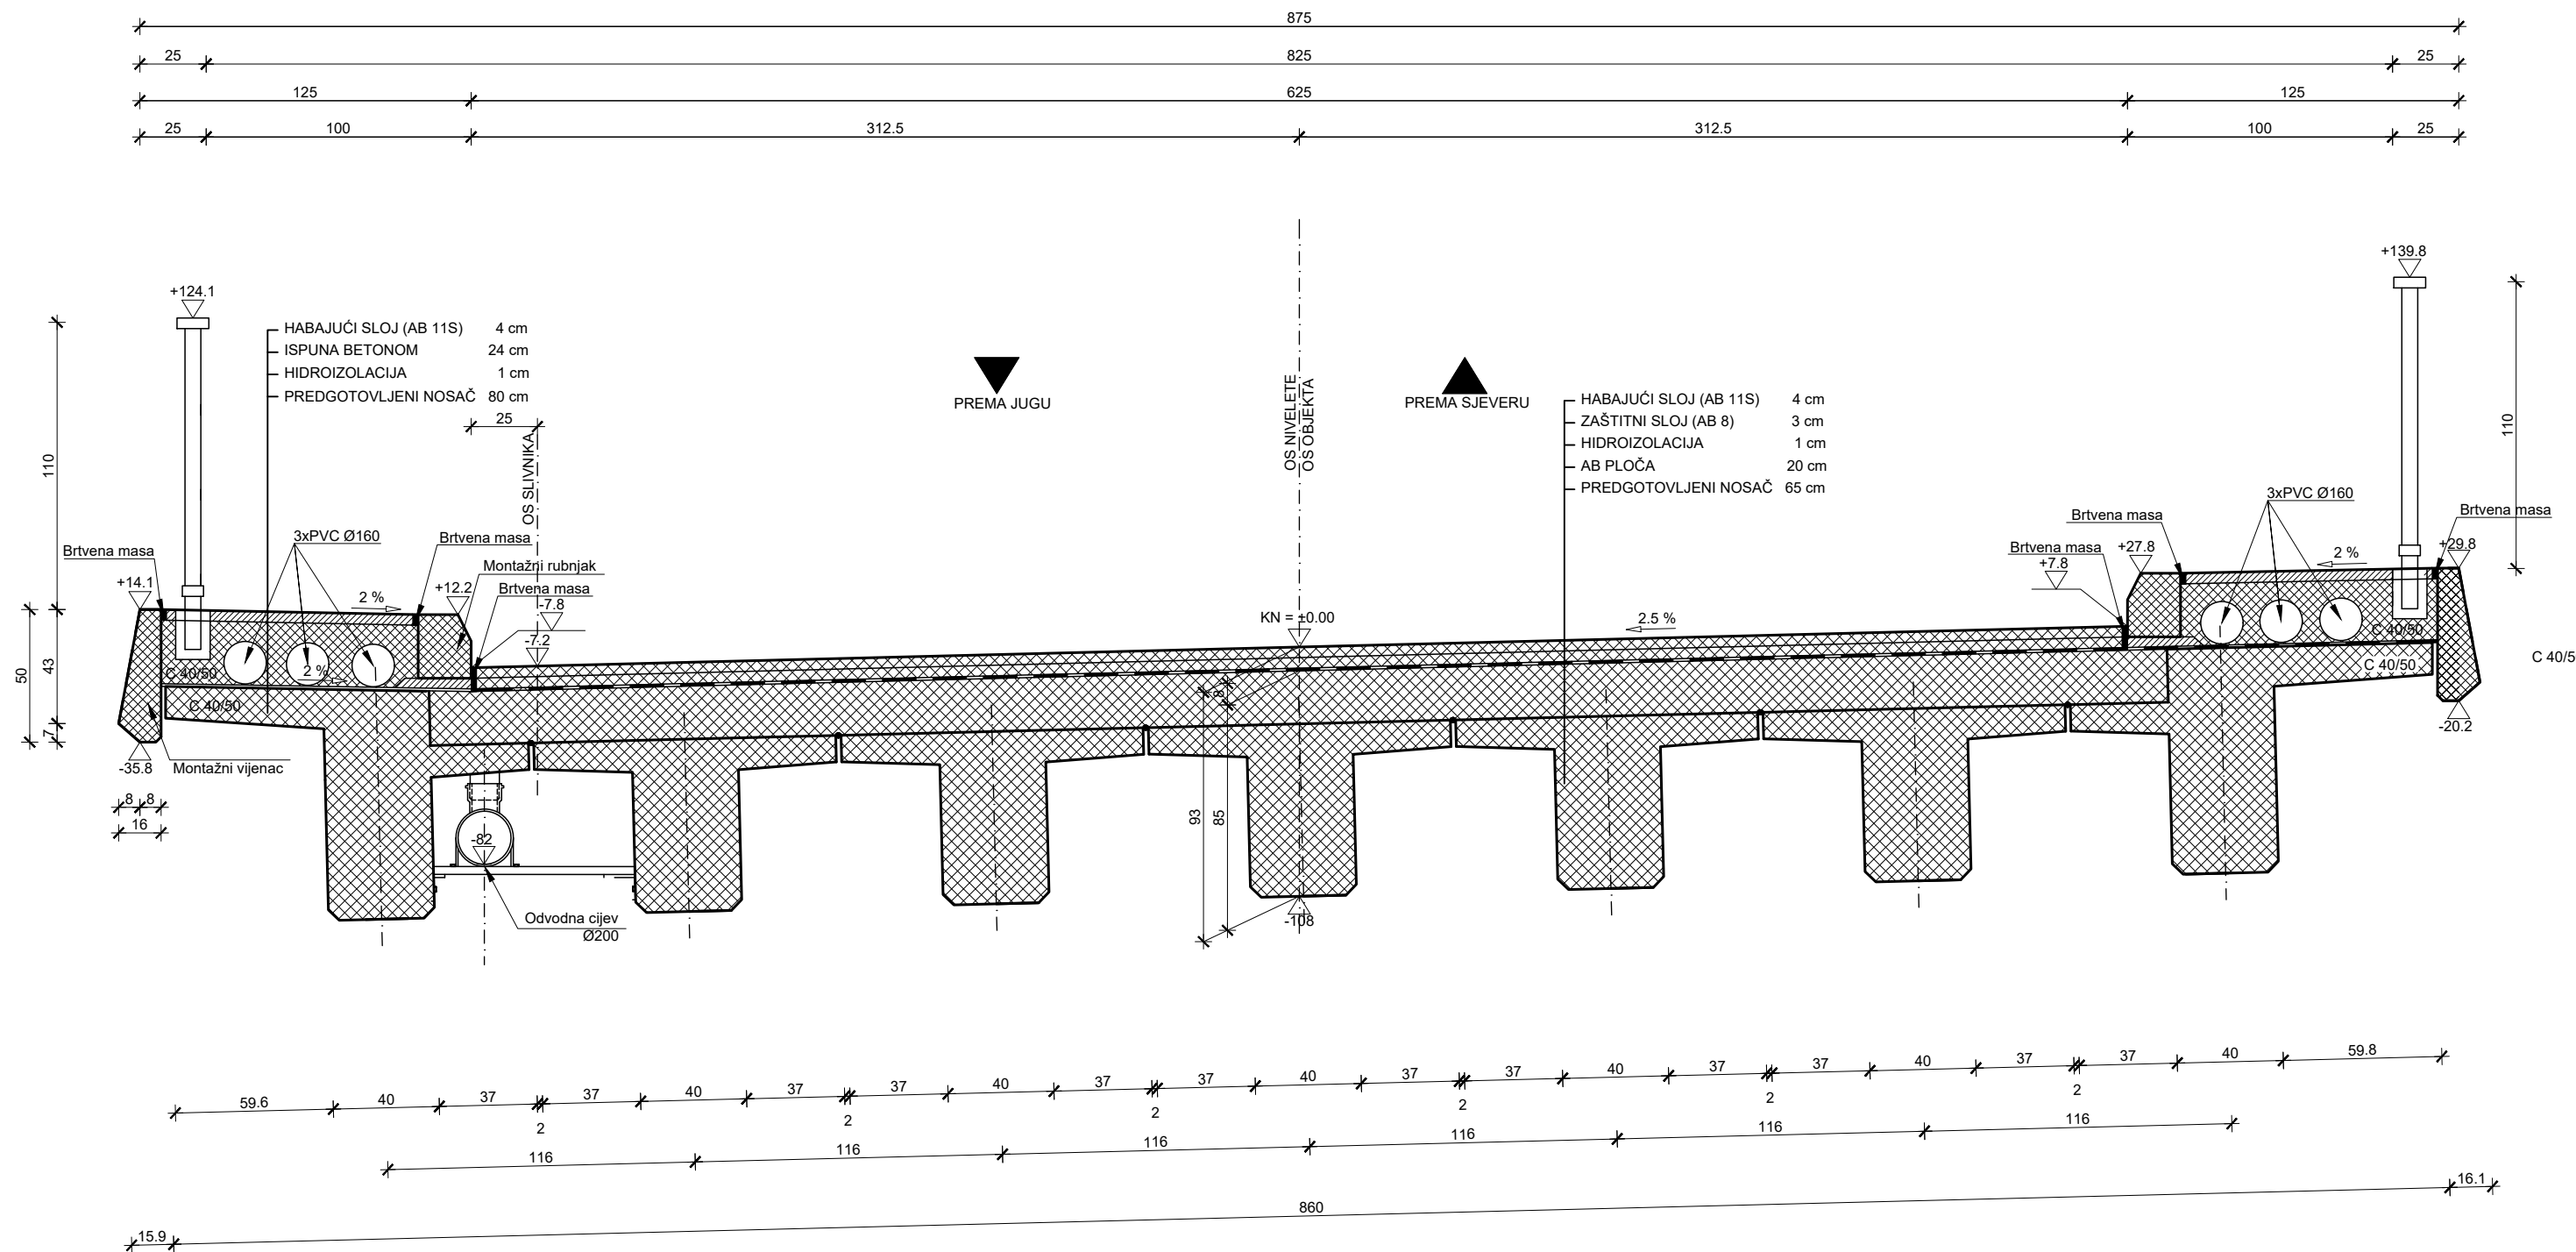 875
25 825 25
125 625 125
25 100 312.5 312.5 100 25
+139.8
+124.1
HABAJUĆI SLOJ (AB 11S) 4 cm
ISPUNA BETONOM 24 cm
HIDROIZOLACIJA 1 cm
PREDGOTOVLJENI NOSAČ 80 cm
25
OS SLIVNIKA
PREMA JUGU
OS NIVELETE
OS OBJEKTA
PREMA SJEVERU
HABAJUĆI SLOJ (AB 11S) 4 cm
ZAŠTITNI SLOJ (AB 8) 3 cm
HIDROIZOLACIJA 1 cm
AB PLOČA 20 cm
PREDGOTOVLJENI NOSAČ 65 cm
110
110
3xPVC Ø160
Brtvena masa
Brtvena masa
Montažni rubnjak
Brtvena masa
+14.1
+12.2
-7.8
-7.2
2 %
2 %
C 40/50
C 40/50
50
43
7
-35.8
Montažni vijenac
8 8
16
-82
Odvodna cijev
Ø200
KN = ±0.00
2.5 %
8
93
85
-108
3xPVC Ø160
Brtvena masa
Brtvena masa
Brtvena masa
+27.8
+7.8
+29.8
2 %
C 40/50
C 40/50
C 40/5
-20.2
59.6 40 37 37 40 37 37 40 37 37 40 37 37 40 37 37 40 37 37 40 59.8
2 2 2 2 2 2
116 116 116 116 116 116
15.9 860 16.1